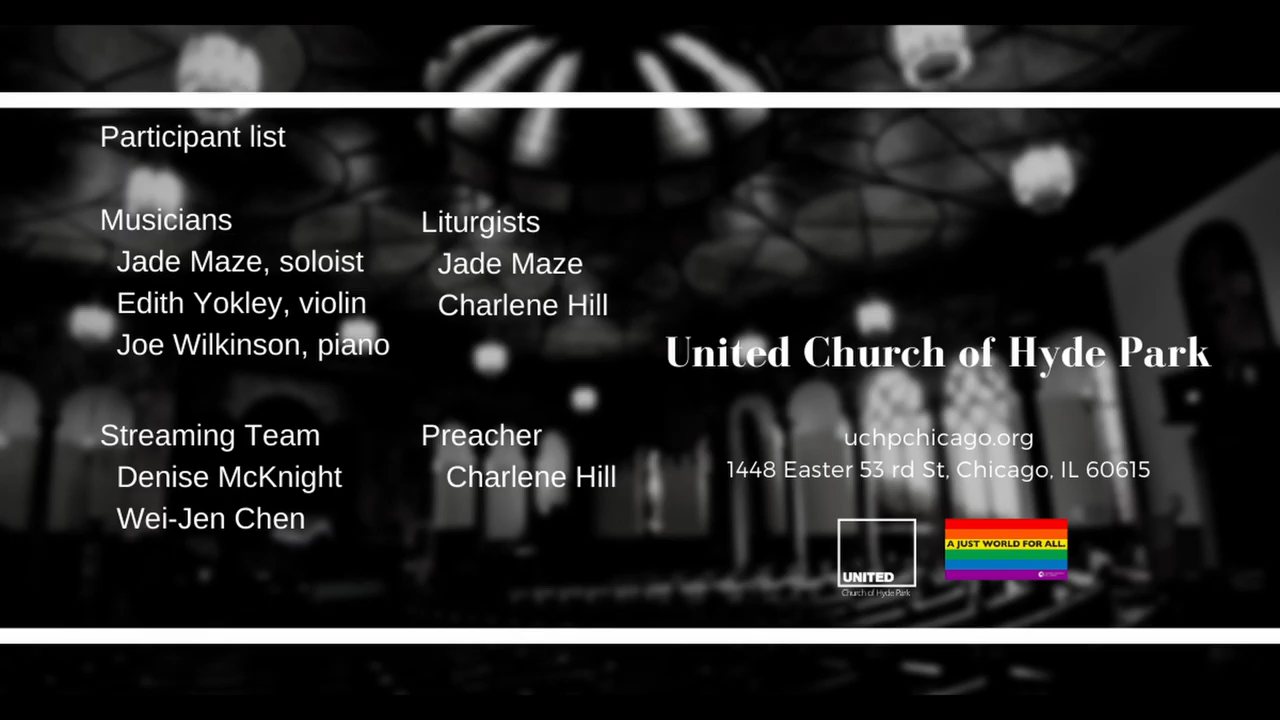 Participant list
Musicians
Jade Maze, soloist
Edith Yokley, violin
Joe Wilkinson, piano
Liturgists
Jade Maze
Charlene Hill
Streaming Team
Denise McKnight
Wei-Jen Chen
Preacher
Charlene Hill
United Church of Hyde Park
uchpchicago.org
1448 Easter 53 rd St, Chicago, IL 60615
UNITED
Church of Hyde Park
A JUST WORLD FOR ALL.